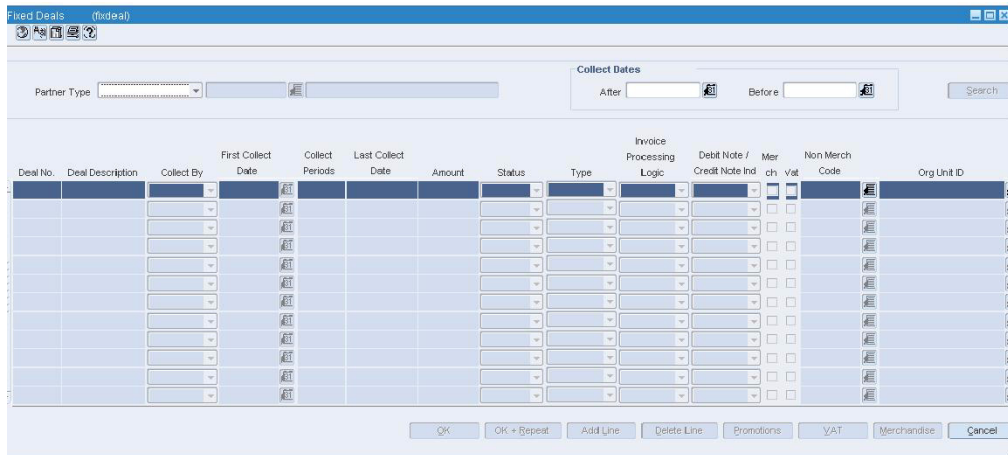 Fixed Deals (fixdeal)
Collect Dates
Partner Type After Before Search
Deal No. Deal Description Collect By First Collect Date Collect Periods Last Collect Date Amount Status Type Invoice Processing Logic Debit Note / Credit Note Ind Mer ch Vat Non Merch Code Org Unit ID
OK OK + Repeat Add Line Delete Line Promotions VAT Merchandise Cancel